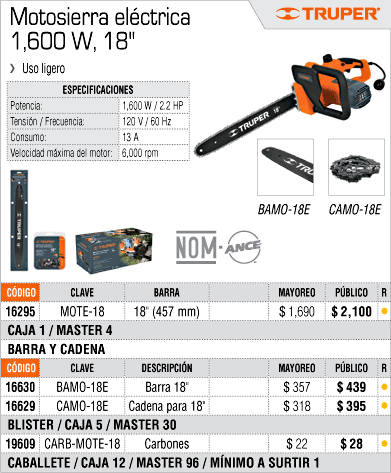 Motosierra eléctrica
1,600 W, 18"
TRUPER
Uso ligero
ESPECIFICACIONES
Potencia: 1,600 W / 2.2 HP
Tensión / Frecuencia: 120 V / 60 Hz
Consumo: 13 A
Velocidad máxima del motor: 6,000 rpm
TRUPER 18"
BAMO-18E CAMO-18E
TRUPER
TRUPER
TRUPER
NOM-ANCE
CÓDIGO CLAVE BARRA MAYOREO PÚBLICO R
16295 MOTE-18 18" (457 mm) $ 1,690 $ 2,100
CAJA 1 / MASTER 4
BARRA Y CADENA
CÓDIGO CLAVE DESCRIPCIÓN MAYOREO PÚBLICO R
16630 BAMO-18E Barra 18" $ 357 $ 439
16629 CAMO-18E Cadena para 18" $ 318 $ 395
BLISTER / CAJA 5 / MASTER 30
19609 CARB-MOTE-18 Carbones $ 22 $ 28
CABALLETE / CAJA 12 / MASTER 96 / MÍNIMO A SURTIR 1